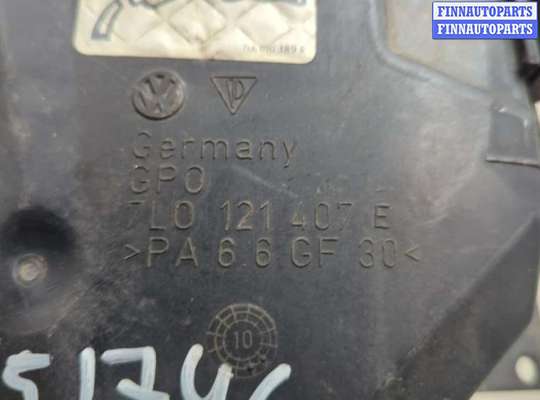 FINNAUTOPARTS
FINNAUTOPARTS
Germany
GPO
7L0 121 407 E
>PA 6 6 GF 30<
10